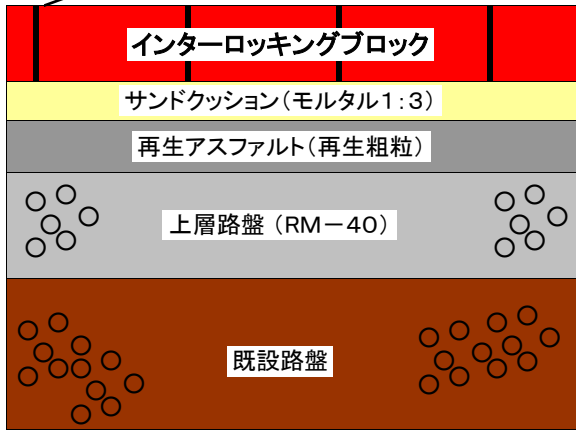 インターロッキングブロック
サンドクッション(モルタル1:3)
再生アスファルト(再生粗粒)
上層路盤 (RM－40)
既設路盤